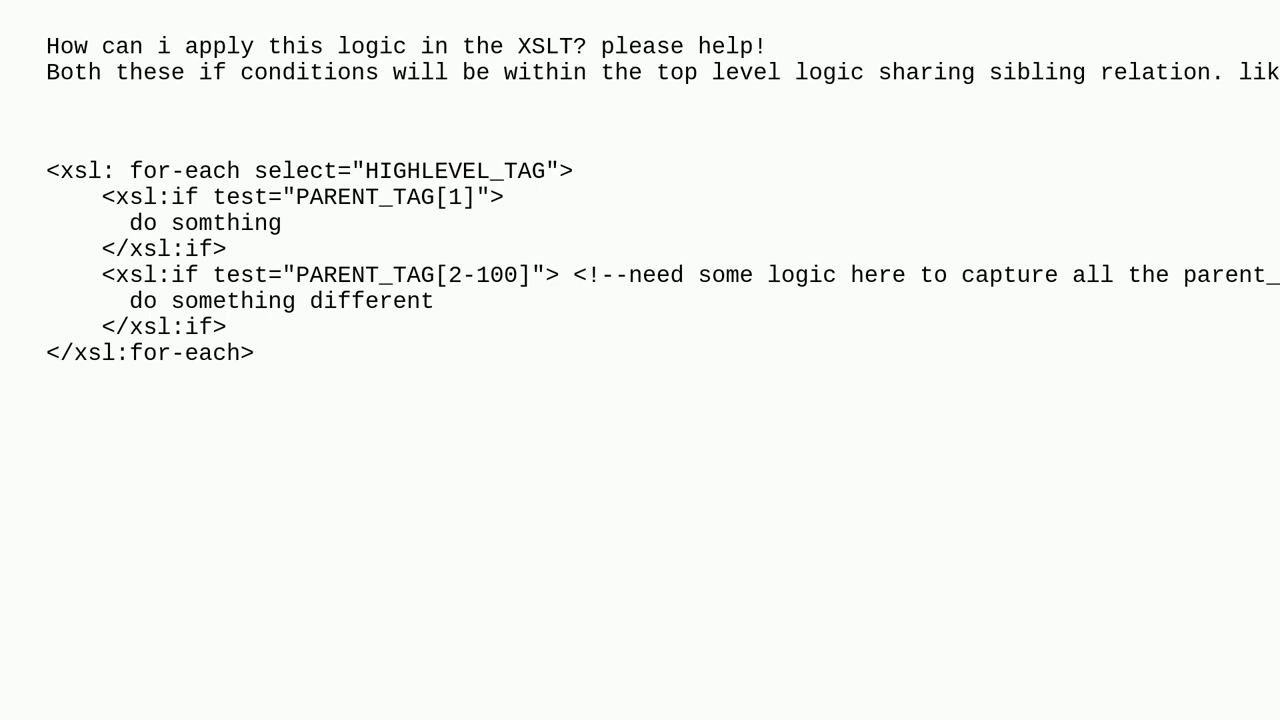 How can i apply this logic in the XSLT? please help!
Both these if conditions will be within the top level logic sharing sibling relation. lik
<xsl: for-each select="HIGHLEVEL_TAG">
    <xsl:if test="PARENT_TAG[1]">
      do somthing
    </xsl:if>
    <xsl:if test="PARENT_TAG[2-100]"> <!--need some logic here to capture all the parent_
      do something different
    </xsl:if>
</xsl:for-each>